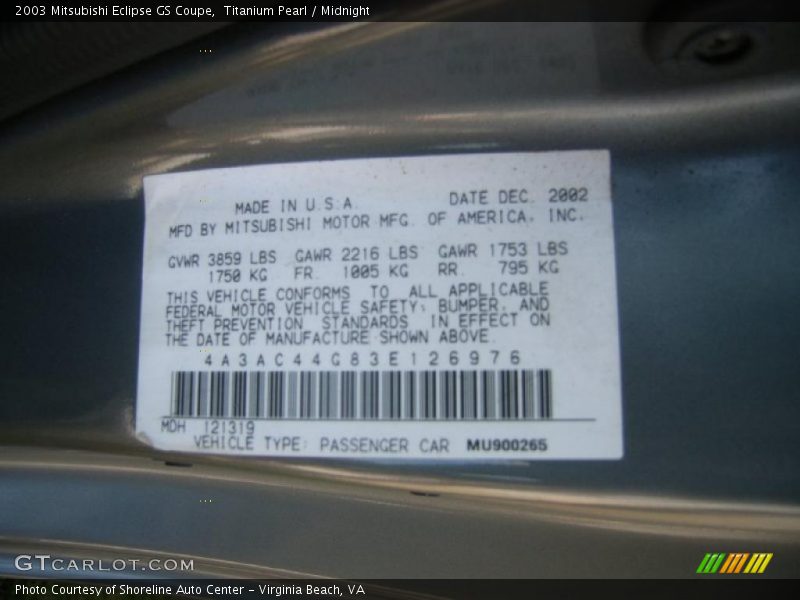 2003 Mitsubishi Eclipse GS Coupe,  Titanium Pearl / Midnight
MADE IN U.S.A. DATE DEC. 2002
MFD BY MITSUBISHI MOTOR MFG. OF AMERICA, INC.
GVWR 3859 LBS GAWR 2216 LBS GAWR 1753 LBS
1750 KG FR. 1005 KG RR. 795 KG
THIS VEHICLE CONFORMS TO ALL APPLICABLE
FEDERAL MOTOR VEHICLE SAFETY, BUMPER, AND
THEFT PREVENTION STANDARDS IN EFFECT ON
THE DATE OF MANUFACTURE SHOWN ABOVE.
4A3AC44G83E126976
MDH 121319
VEHICLE TYPE: PASSENGER CAR MU900265
GTCARLOT.COM
Photo Courtesy of Shoreline Auto Center - Virginia Beach, VA